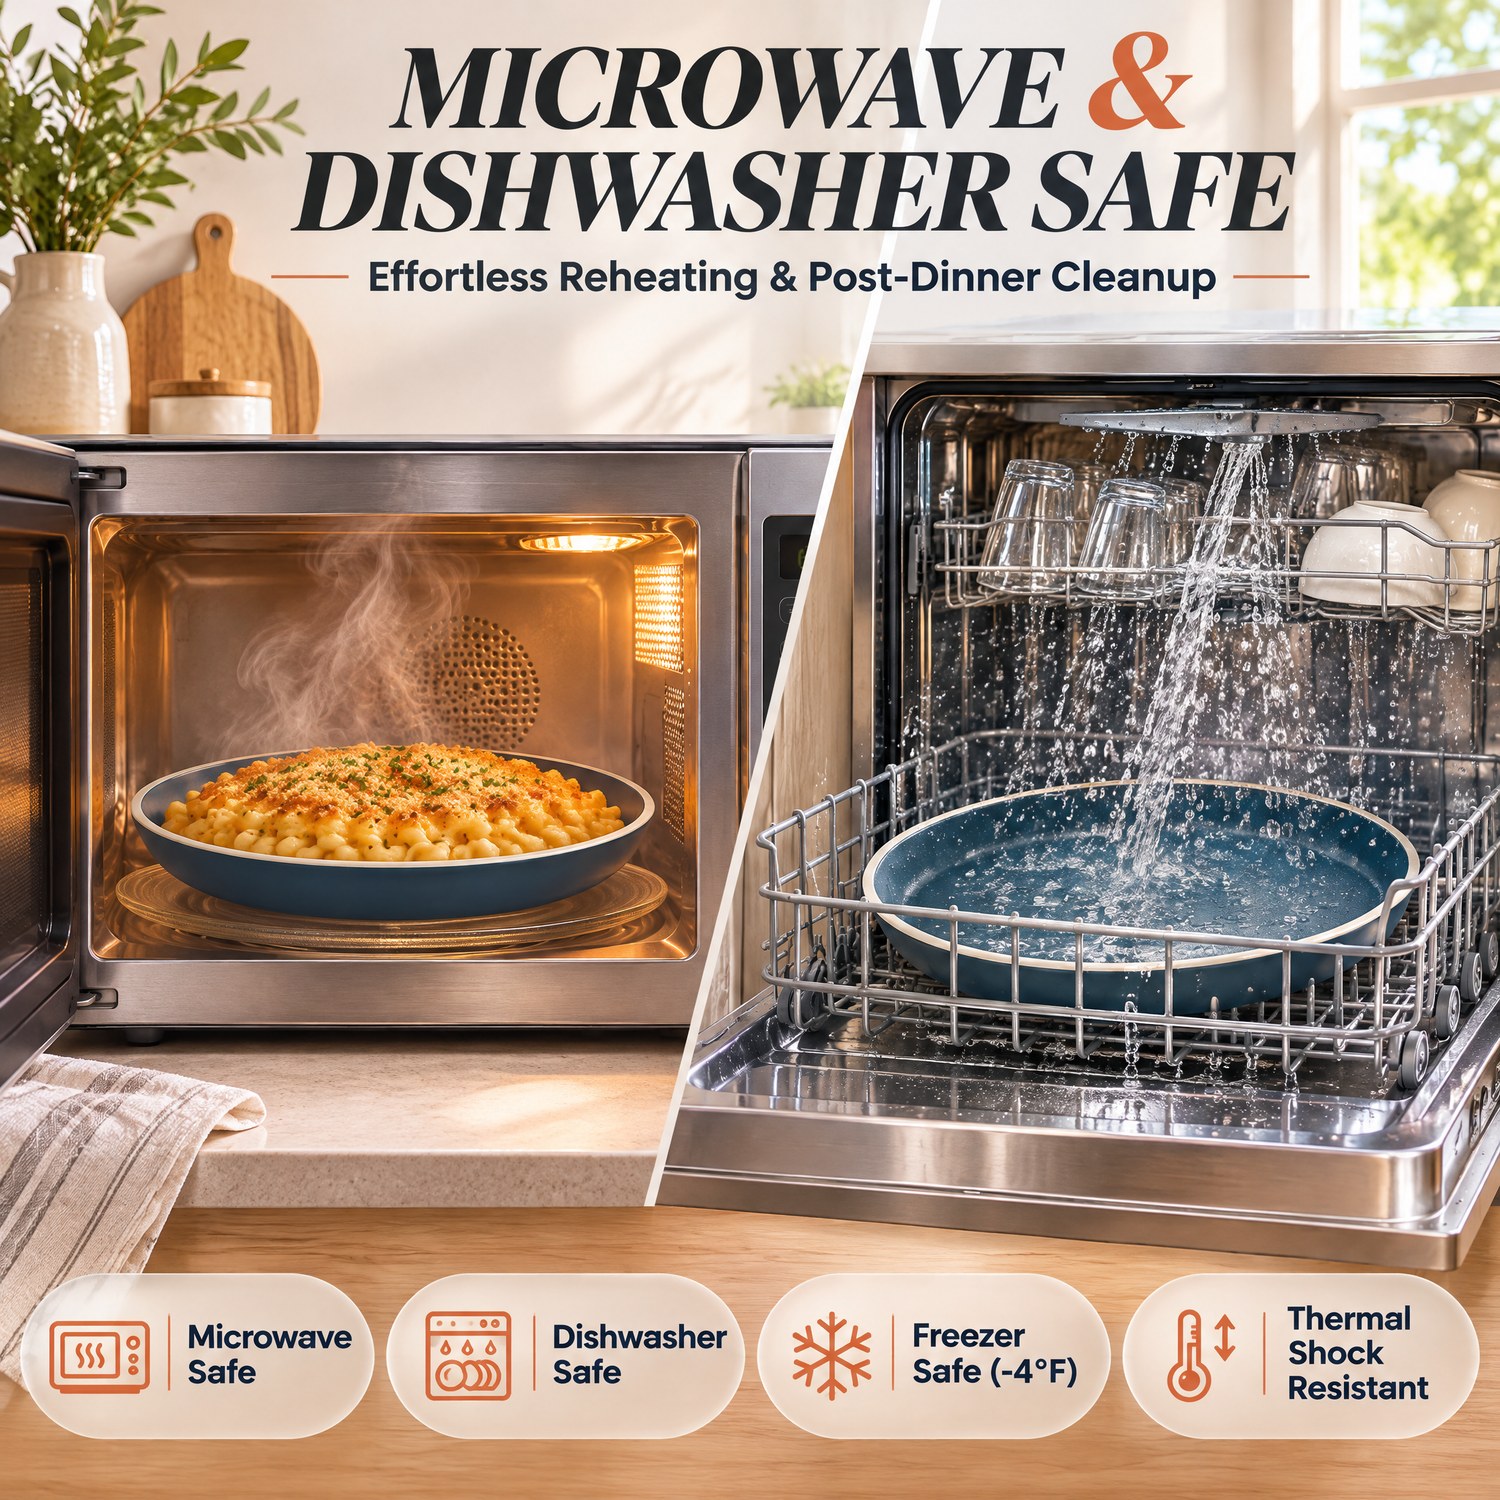 MICROWAVE &
DISHWASHER SAFE
Effortless Reheating & Post-Dinner Cleanup
Microwave
Safe
Dishwasher
Safe
Freezer
Safe (-4°F)
Thermal
Shock
Resistant